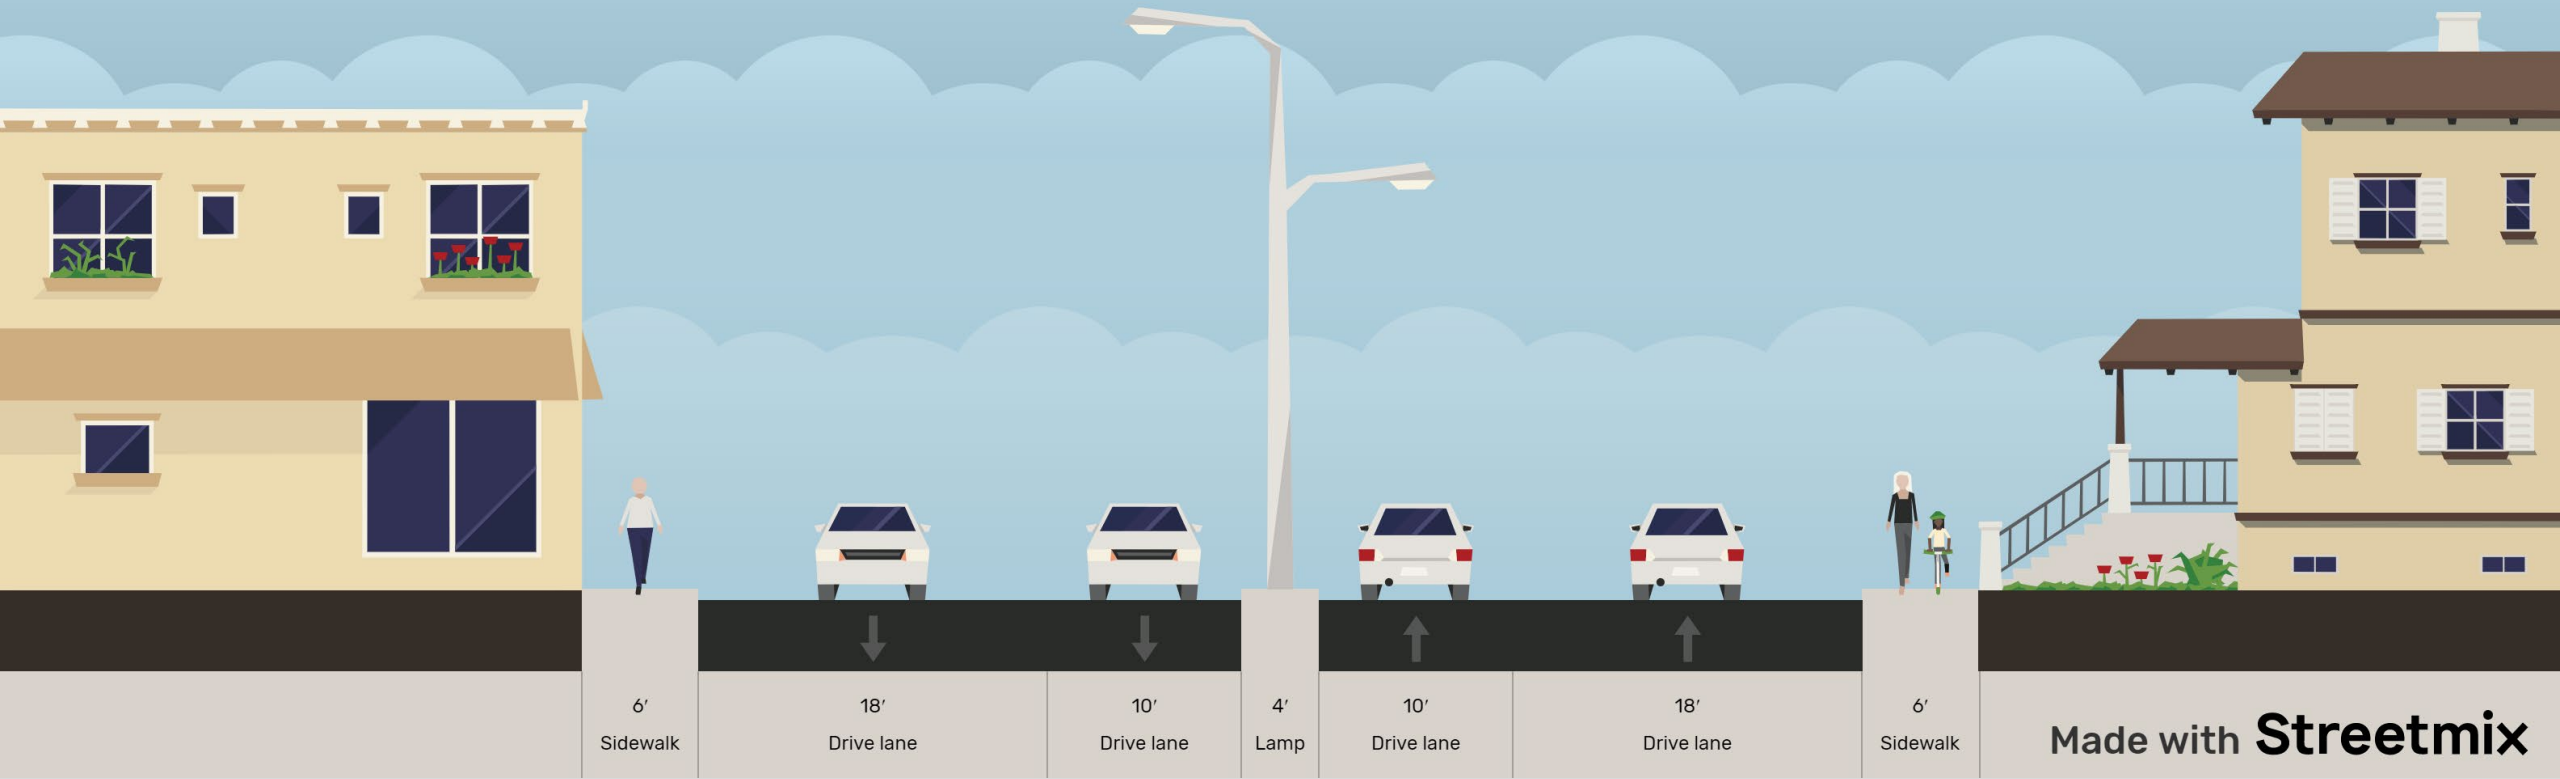 6′
Sidewalk
18′
Drive lane
10′
Drive lane
4′
Lamp
10′
Drive lane
18′
Drive lane
6′
Sidewalk
Made with Streetmix